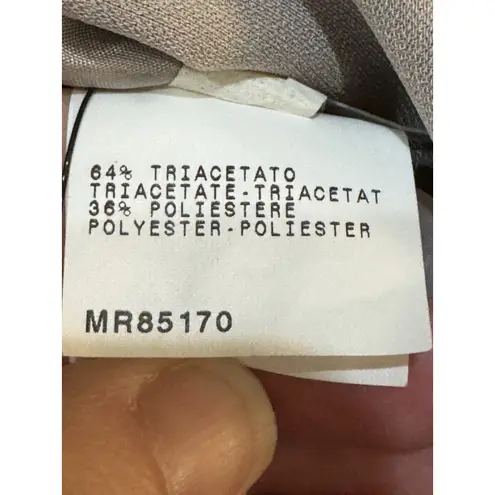 64% TRIACETATO
TRIACETATE-TRIACETAT
36% POLIESTERE
POLYESTER-POLIESTER
MR85170